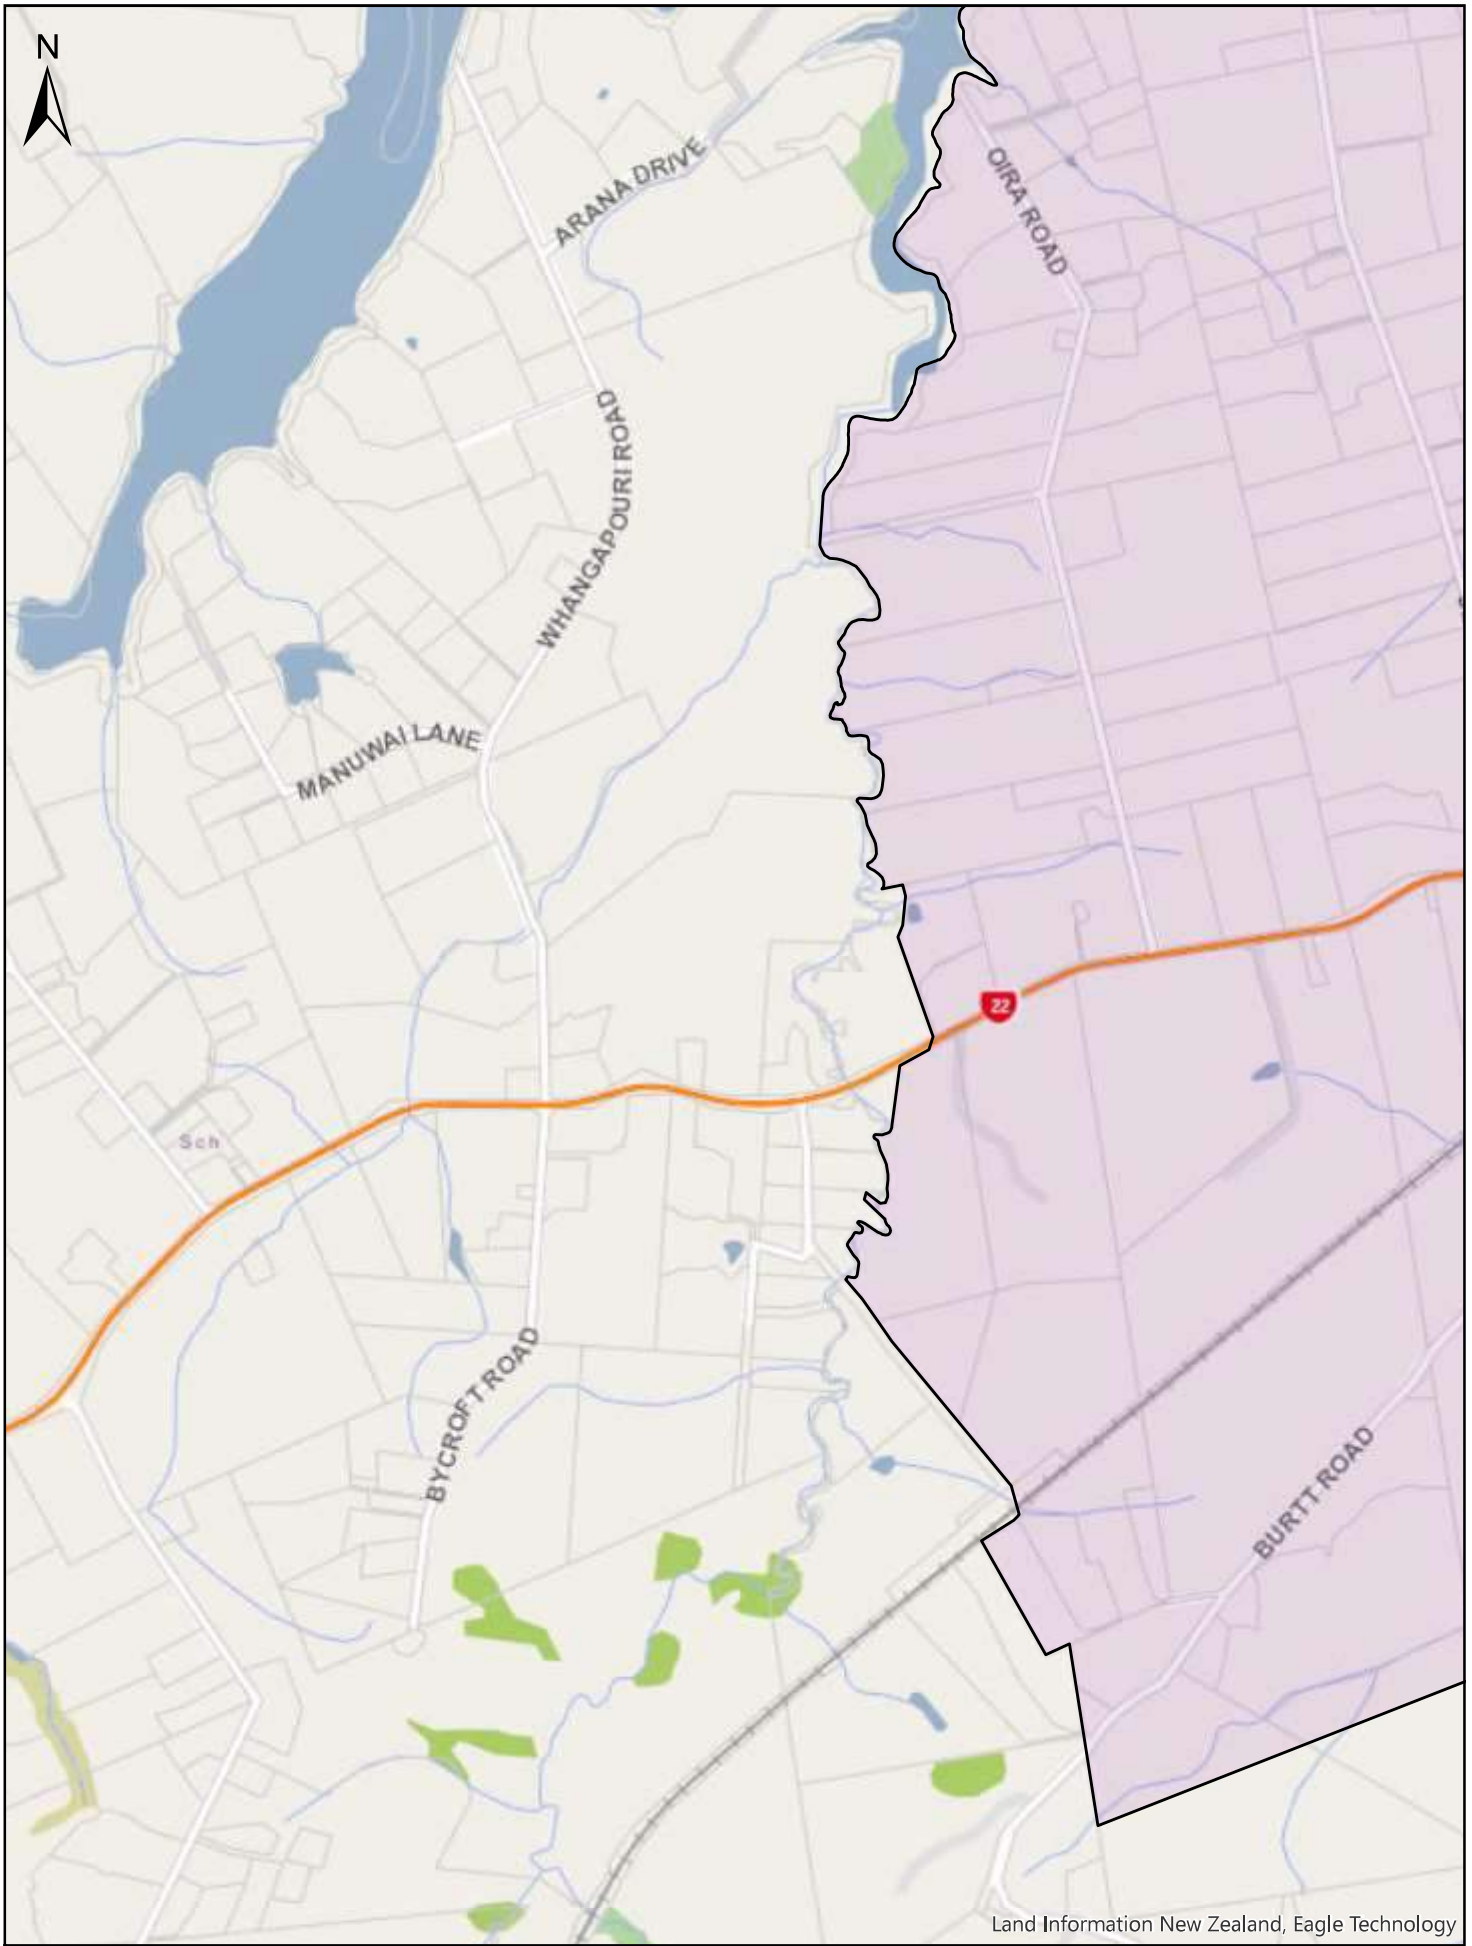 N
ARANA DRIVE
OIRA ROAD
WHANGAPOURI ROAD
MANUWAI LANE
22
Sch
BYCROFT ROAD
BURTT ROAD
Land Information New Zealand, Eagle Technology